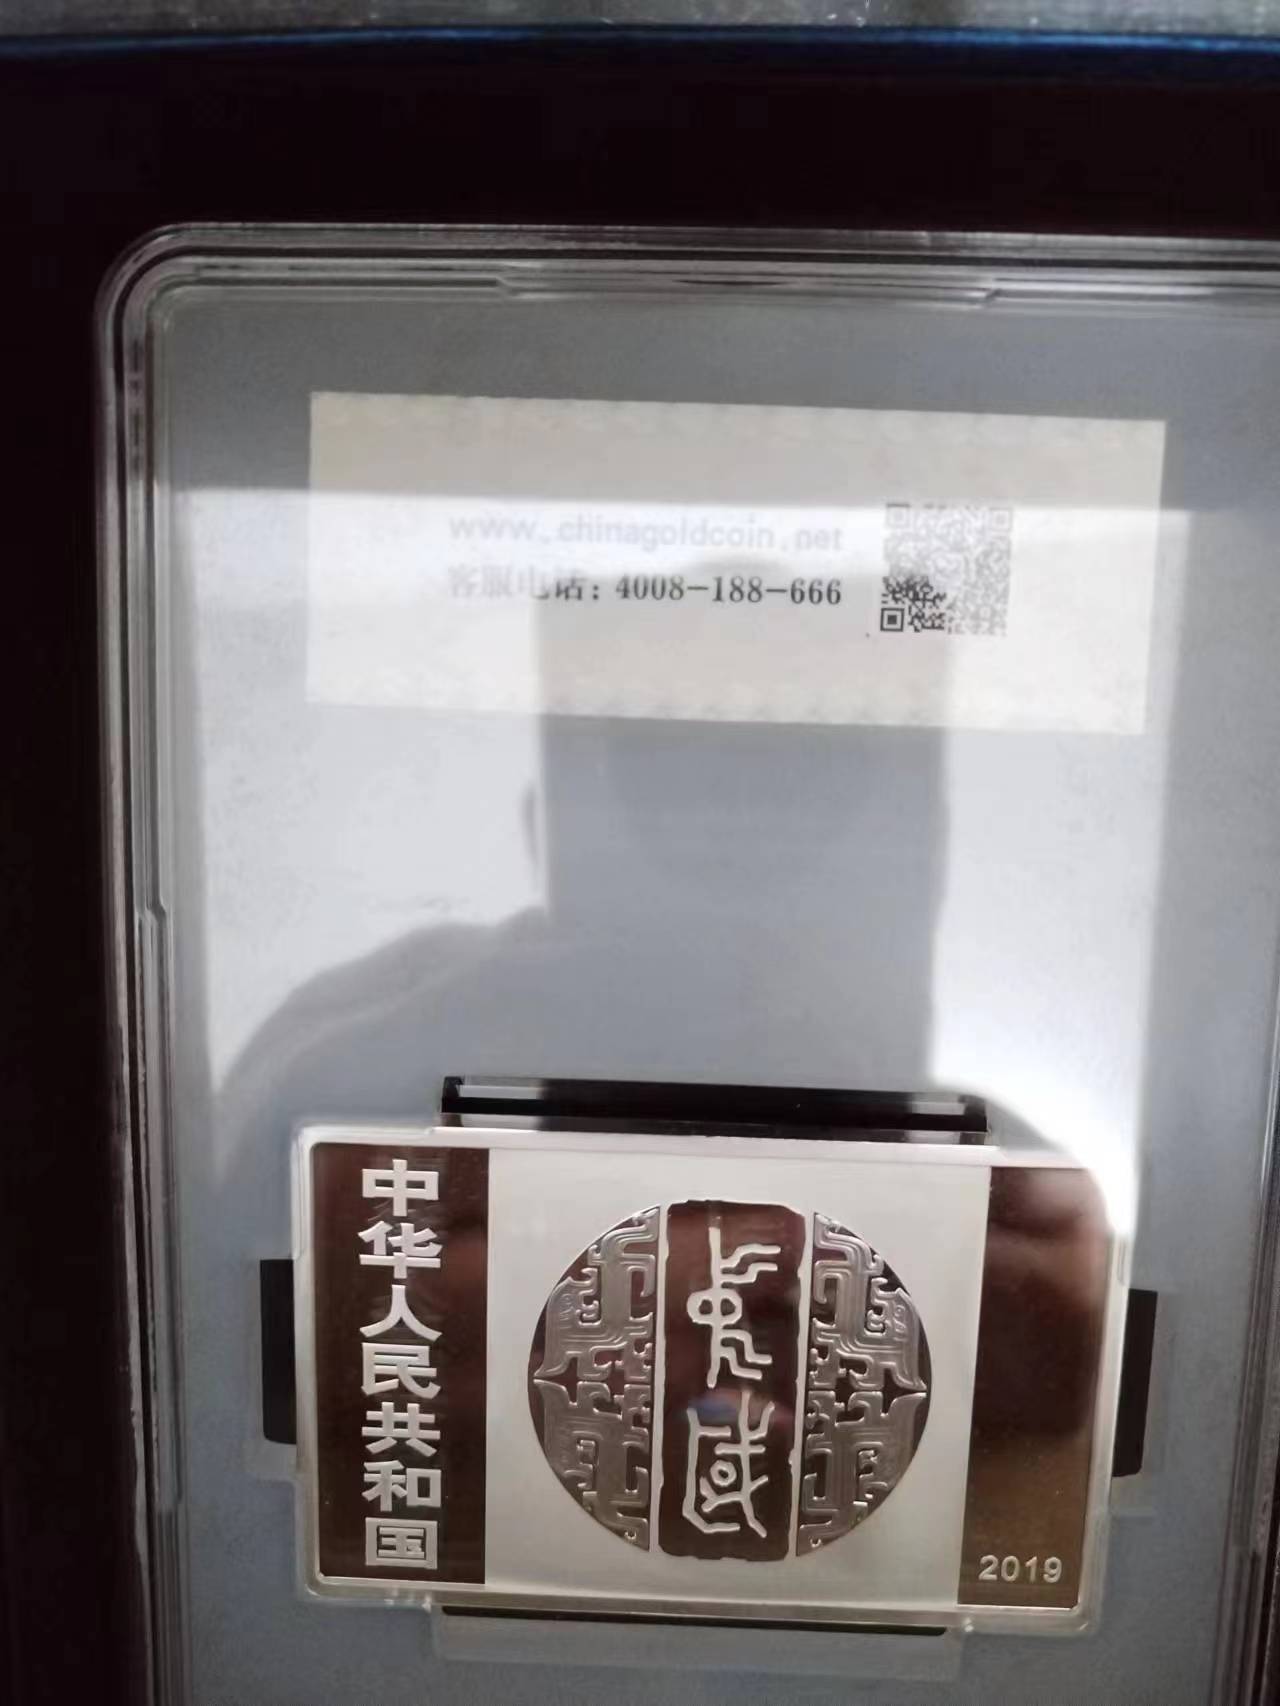 www.chinagoldcoin.net
客服电话：4008-188-666
中华人民共和国
2019